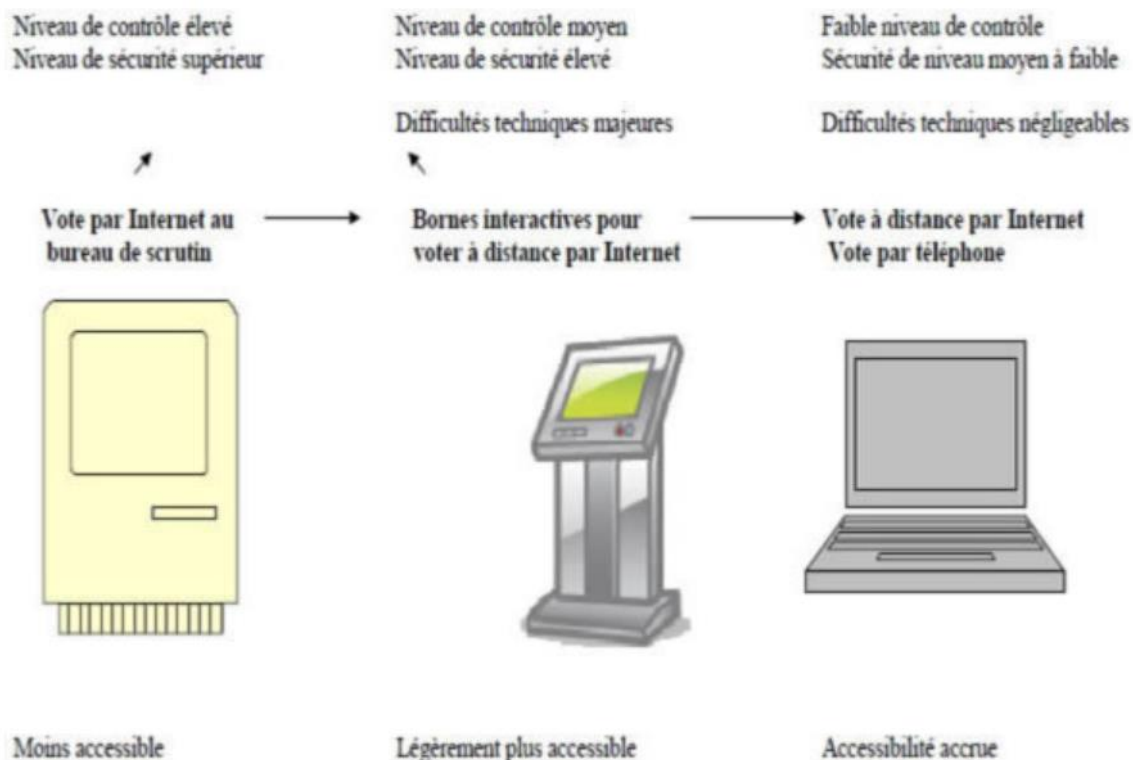 Niveau de contrôle élevé
Niveau de sécurité supérieur
Niveau de contrôle moyen
Niveau de sécurité élevé
Difficultés techniques majeures
Faible niveau de contrôle
Sécurité de niveau moyen à faible
Difficultés techniques négligeables
Vote par Internet au
bureau de scrutin
Bornes interactives pour
voter à distance par Internet
Vote à distance par Internet
Vote par téléphone
Moins accessible
Légèrement plus accessible
Accessibilité accrue